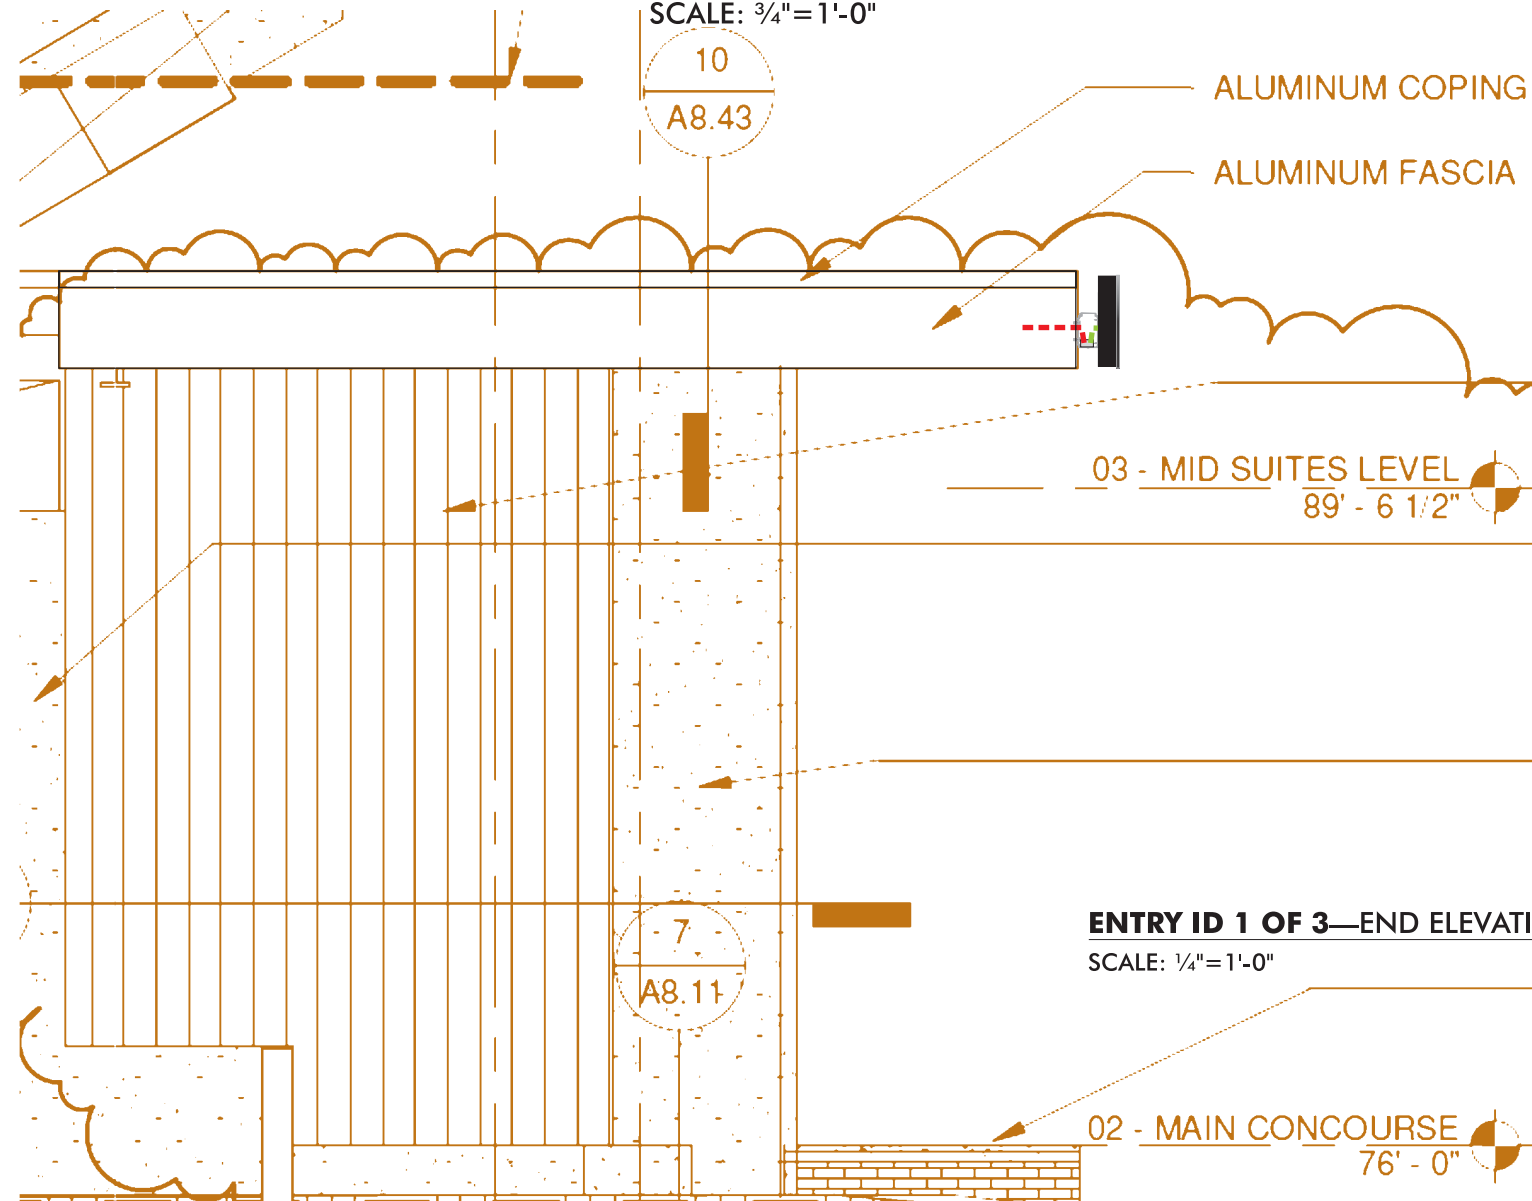 SCALE: ¾"=1'-0"
10
A8.43
ALUMINUM COPING
ALUMINUM FASCIA
03 - MID SUITES LEVEL
89' - 6 1/2"
7
A8.11
ENTRY ID 1 OF 3—END ELEVATI
SCALE: ¼"=1'-0"
02 - MAIN CONCOURSE
76' - 0"